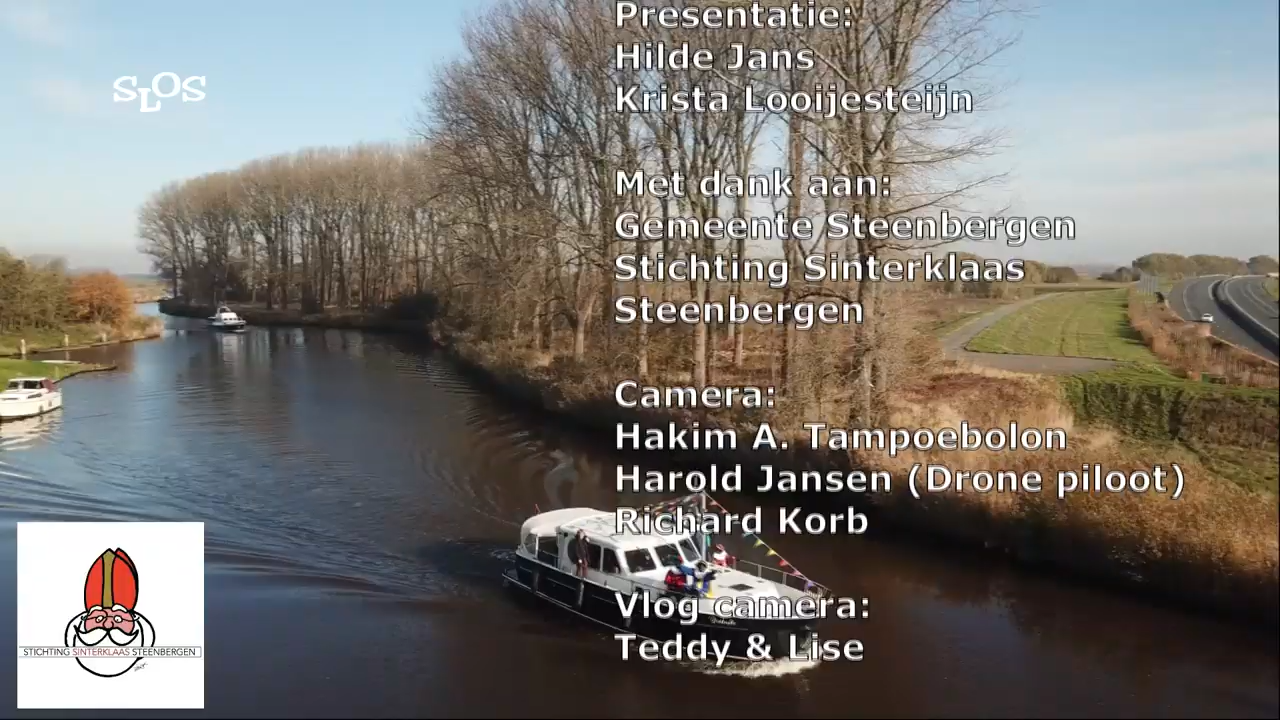 Presentatie:
Hilde Jans
Krista Looijesteijn
SLOS
Met dank aan:
Gemeente Steenbergen
Stichting Sinterklaas
Steenbergen
Camera:
Hakim A. Tampoebolon
Harold Jansen (Drone piloot)
Richard Korb
Vlog camera:
Teddy & Lise
STICHTING SINTERKLAAS STEENBERGEN